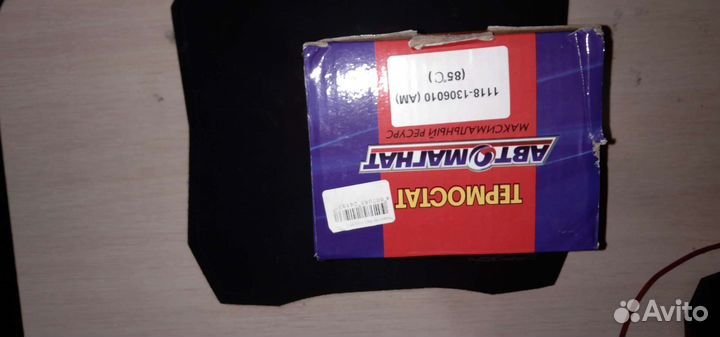 ТЕРМОСТАТ
АВТОМАГНАТ
МАКСИМАЛЬНЫЙ РЕСУРС
1118-1306010 (АМ)
(85°C)
Avito